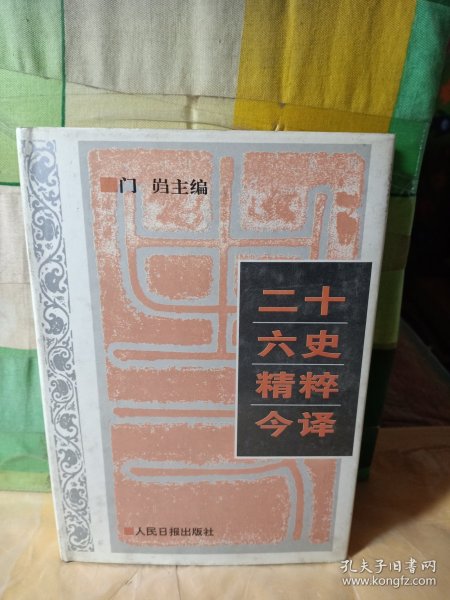 门 岿主编
二十
六史
精粹
今译
人民日报出版社
孔夫子旧书网
www.kongfz.com